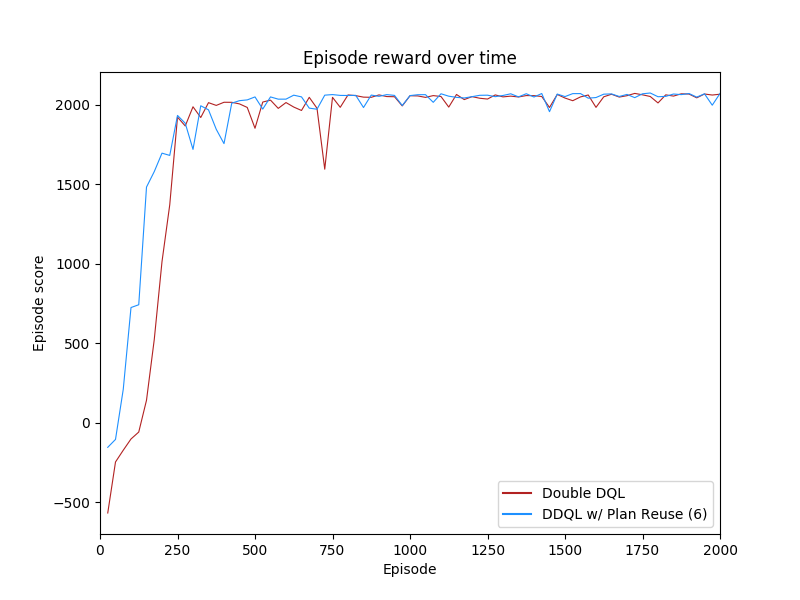 Episode reward over time
Episode score
2000
1500
1000
500
0
−500
0 250 500 750 1000 1250 1500 1750 2000
Episode
Double DQL
DDQL w/ Plan Reuse (6)